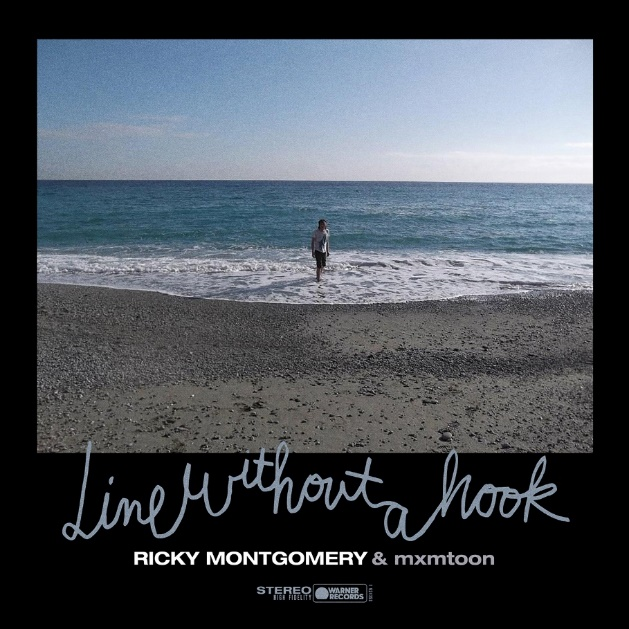 Line Without a hook
RICKY MONTGOMERY & mxmtoon
STEREO
HIGH FIDELITY
WARNER
RECORDS